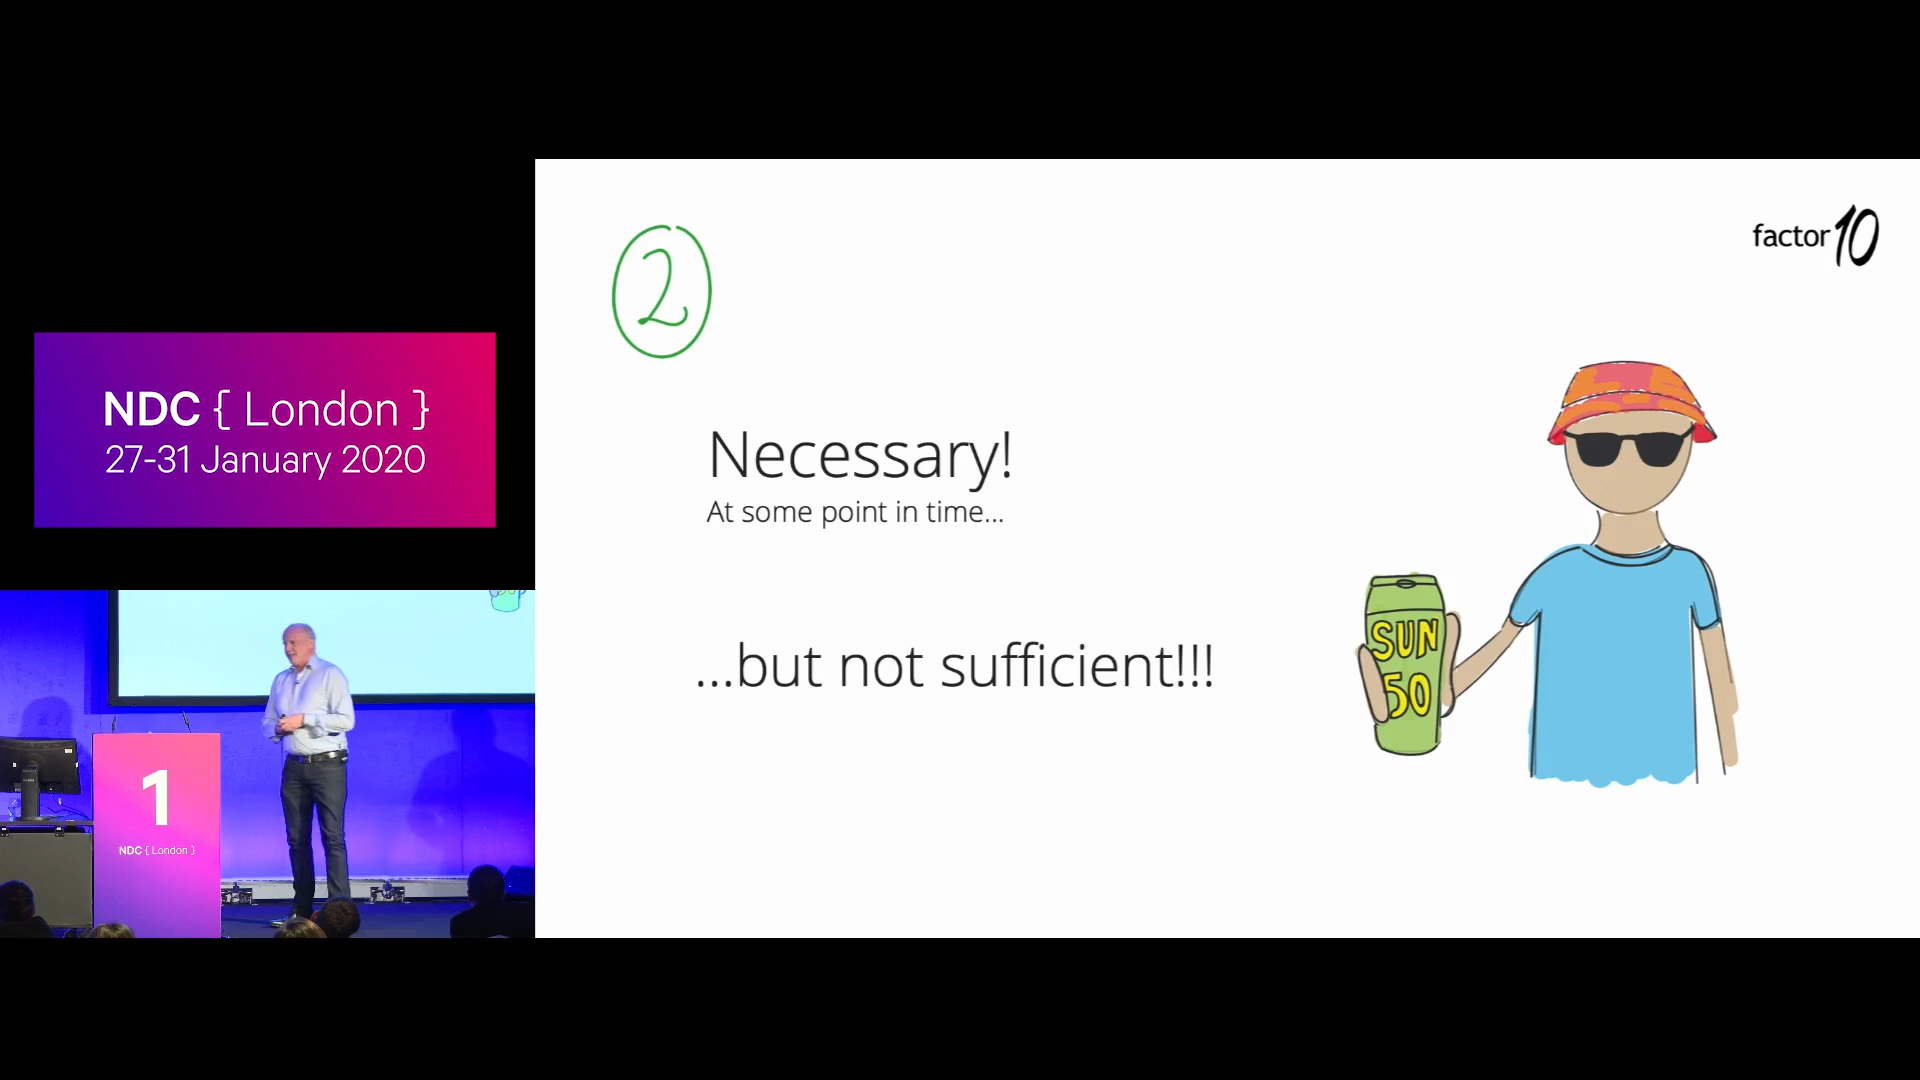 NDC { London }
27-31 January 2020
1
NDC { London }
2
factor10
Necessary!
At some point in time...
...but not sufficient!!!
SUN
50